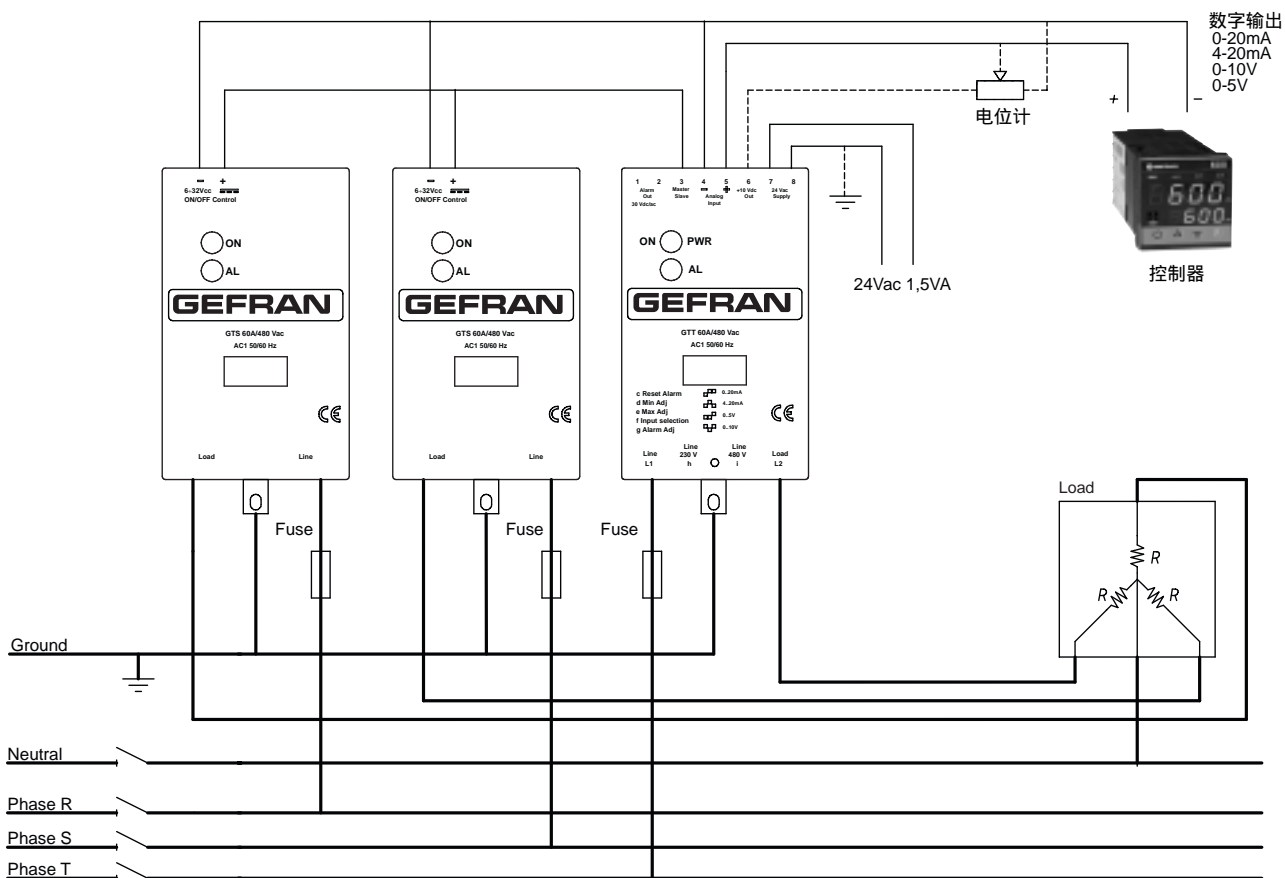 数字输出
0-20mA
4-20mA
0-10V
0-5V
+ −
电位计
控制器
600
600
24Vac 1,5VA
− +
6-32Vcc
ON/OFF Control
ON
AL
GEFRAN
GTS 60A/480 Vac
AC1 50/60 Hz
CE
Load Line
− +
6-32Vcc
ON/OFF Control
ON
AL
GEFRAN
GTS 60A/480 Vac
AC1 50/60 Hz
CE
Load Line
1 2 3 4 5 6 7 8
Alarm Out 30 Vdc/ac
Master Slave
− +
Analog Input
+10 Vdc Out
24 Vac Supply
ON PWR
AL
GEFRAN
GTT 60A/480 Vac
AC1 50/60 Hz
c Reset Alarm 0..20mA
d Min Adj 4..20mA
e Max Adj 0..5V
f Input selection 0..10V
g Alarm Adj
CE
Line L1
Line 230 V h
Line 480 V i
Load L2
Fuse
Fuse
Fuse
Load
R
R
R
Ground
Neutral
Phase R
Phase S
Phase T